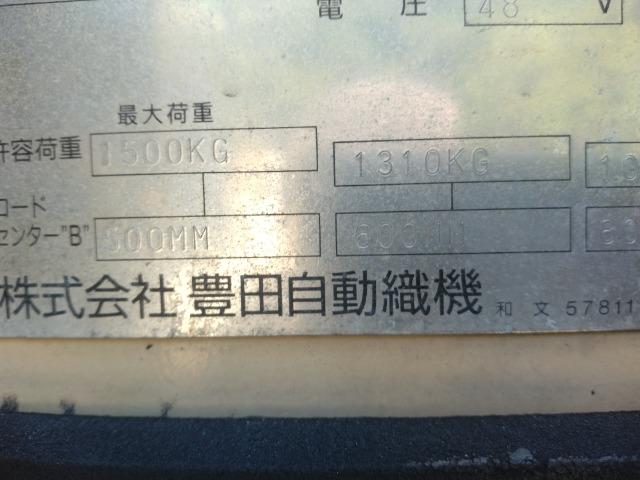 電圧 48 V
最大荷重
許容荷重 1500KG 1310KG
ロード
センター"B" 500MM 600MM
株式会社 豊田自動織機 和文 57811